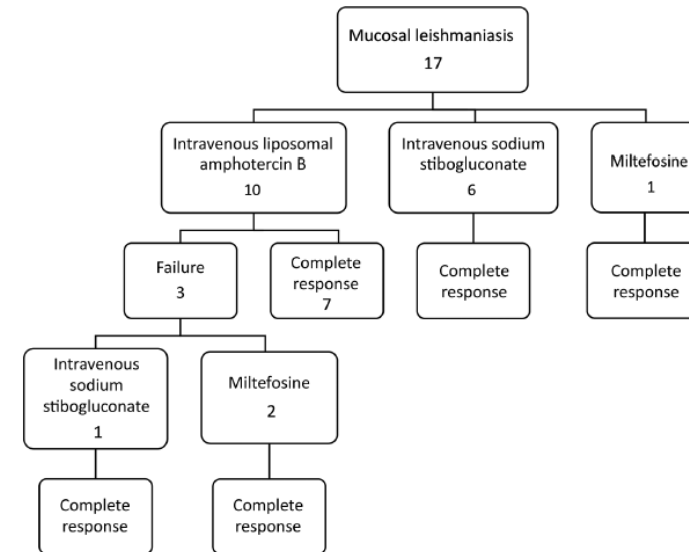 Mucosal leishmaniasis
17
Intravenous liposomal
amphotercin B
10
Intravenous sodium
stibogluconate
6
Miltefosine
1
Failure
3
Complete
response
7
Complete
response
Complete
response
Intravenous
sodium
stibogluconate
1
Miltefosine
2
Complete
response
Complete
response